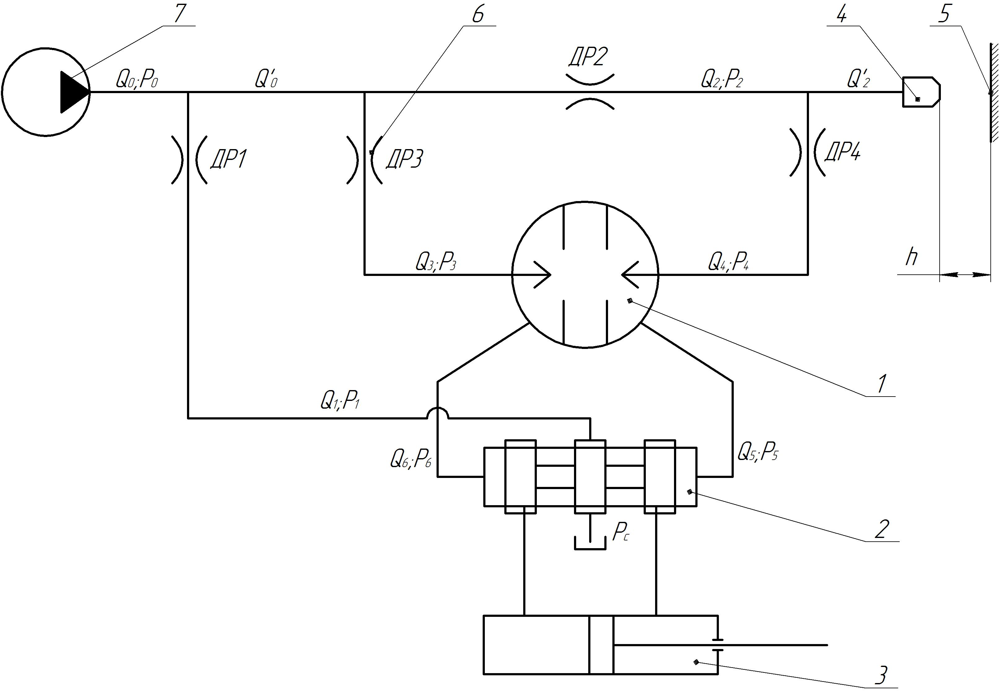 7
6
4
5
ДР2
Q₀;P₀
Q'₀
Q₂;P₂
Q'₂
ДР1
ДР3
ДР4
Q₃;P₃
Q₄;P₄
h
1
Q₁;P₁
Q₆;P₆
Q₅;P₅
Pс
2
3